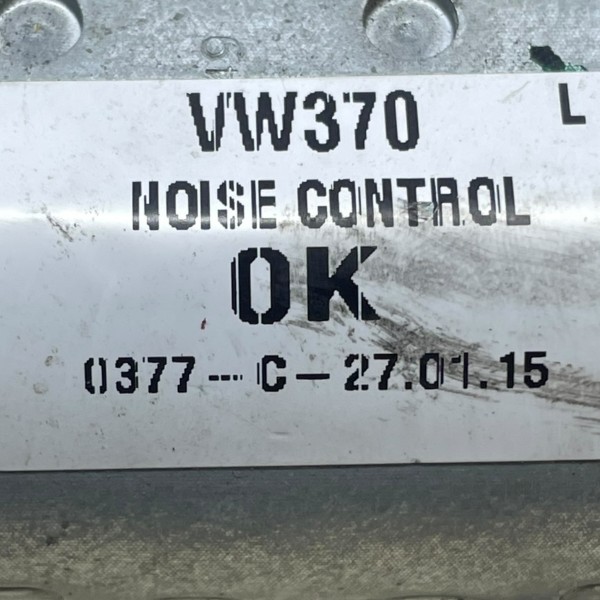 VW370
L
NOISE CONTROL
OK
0377-- C - 27.01.15